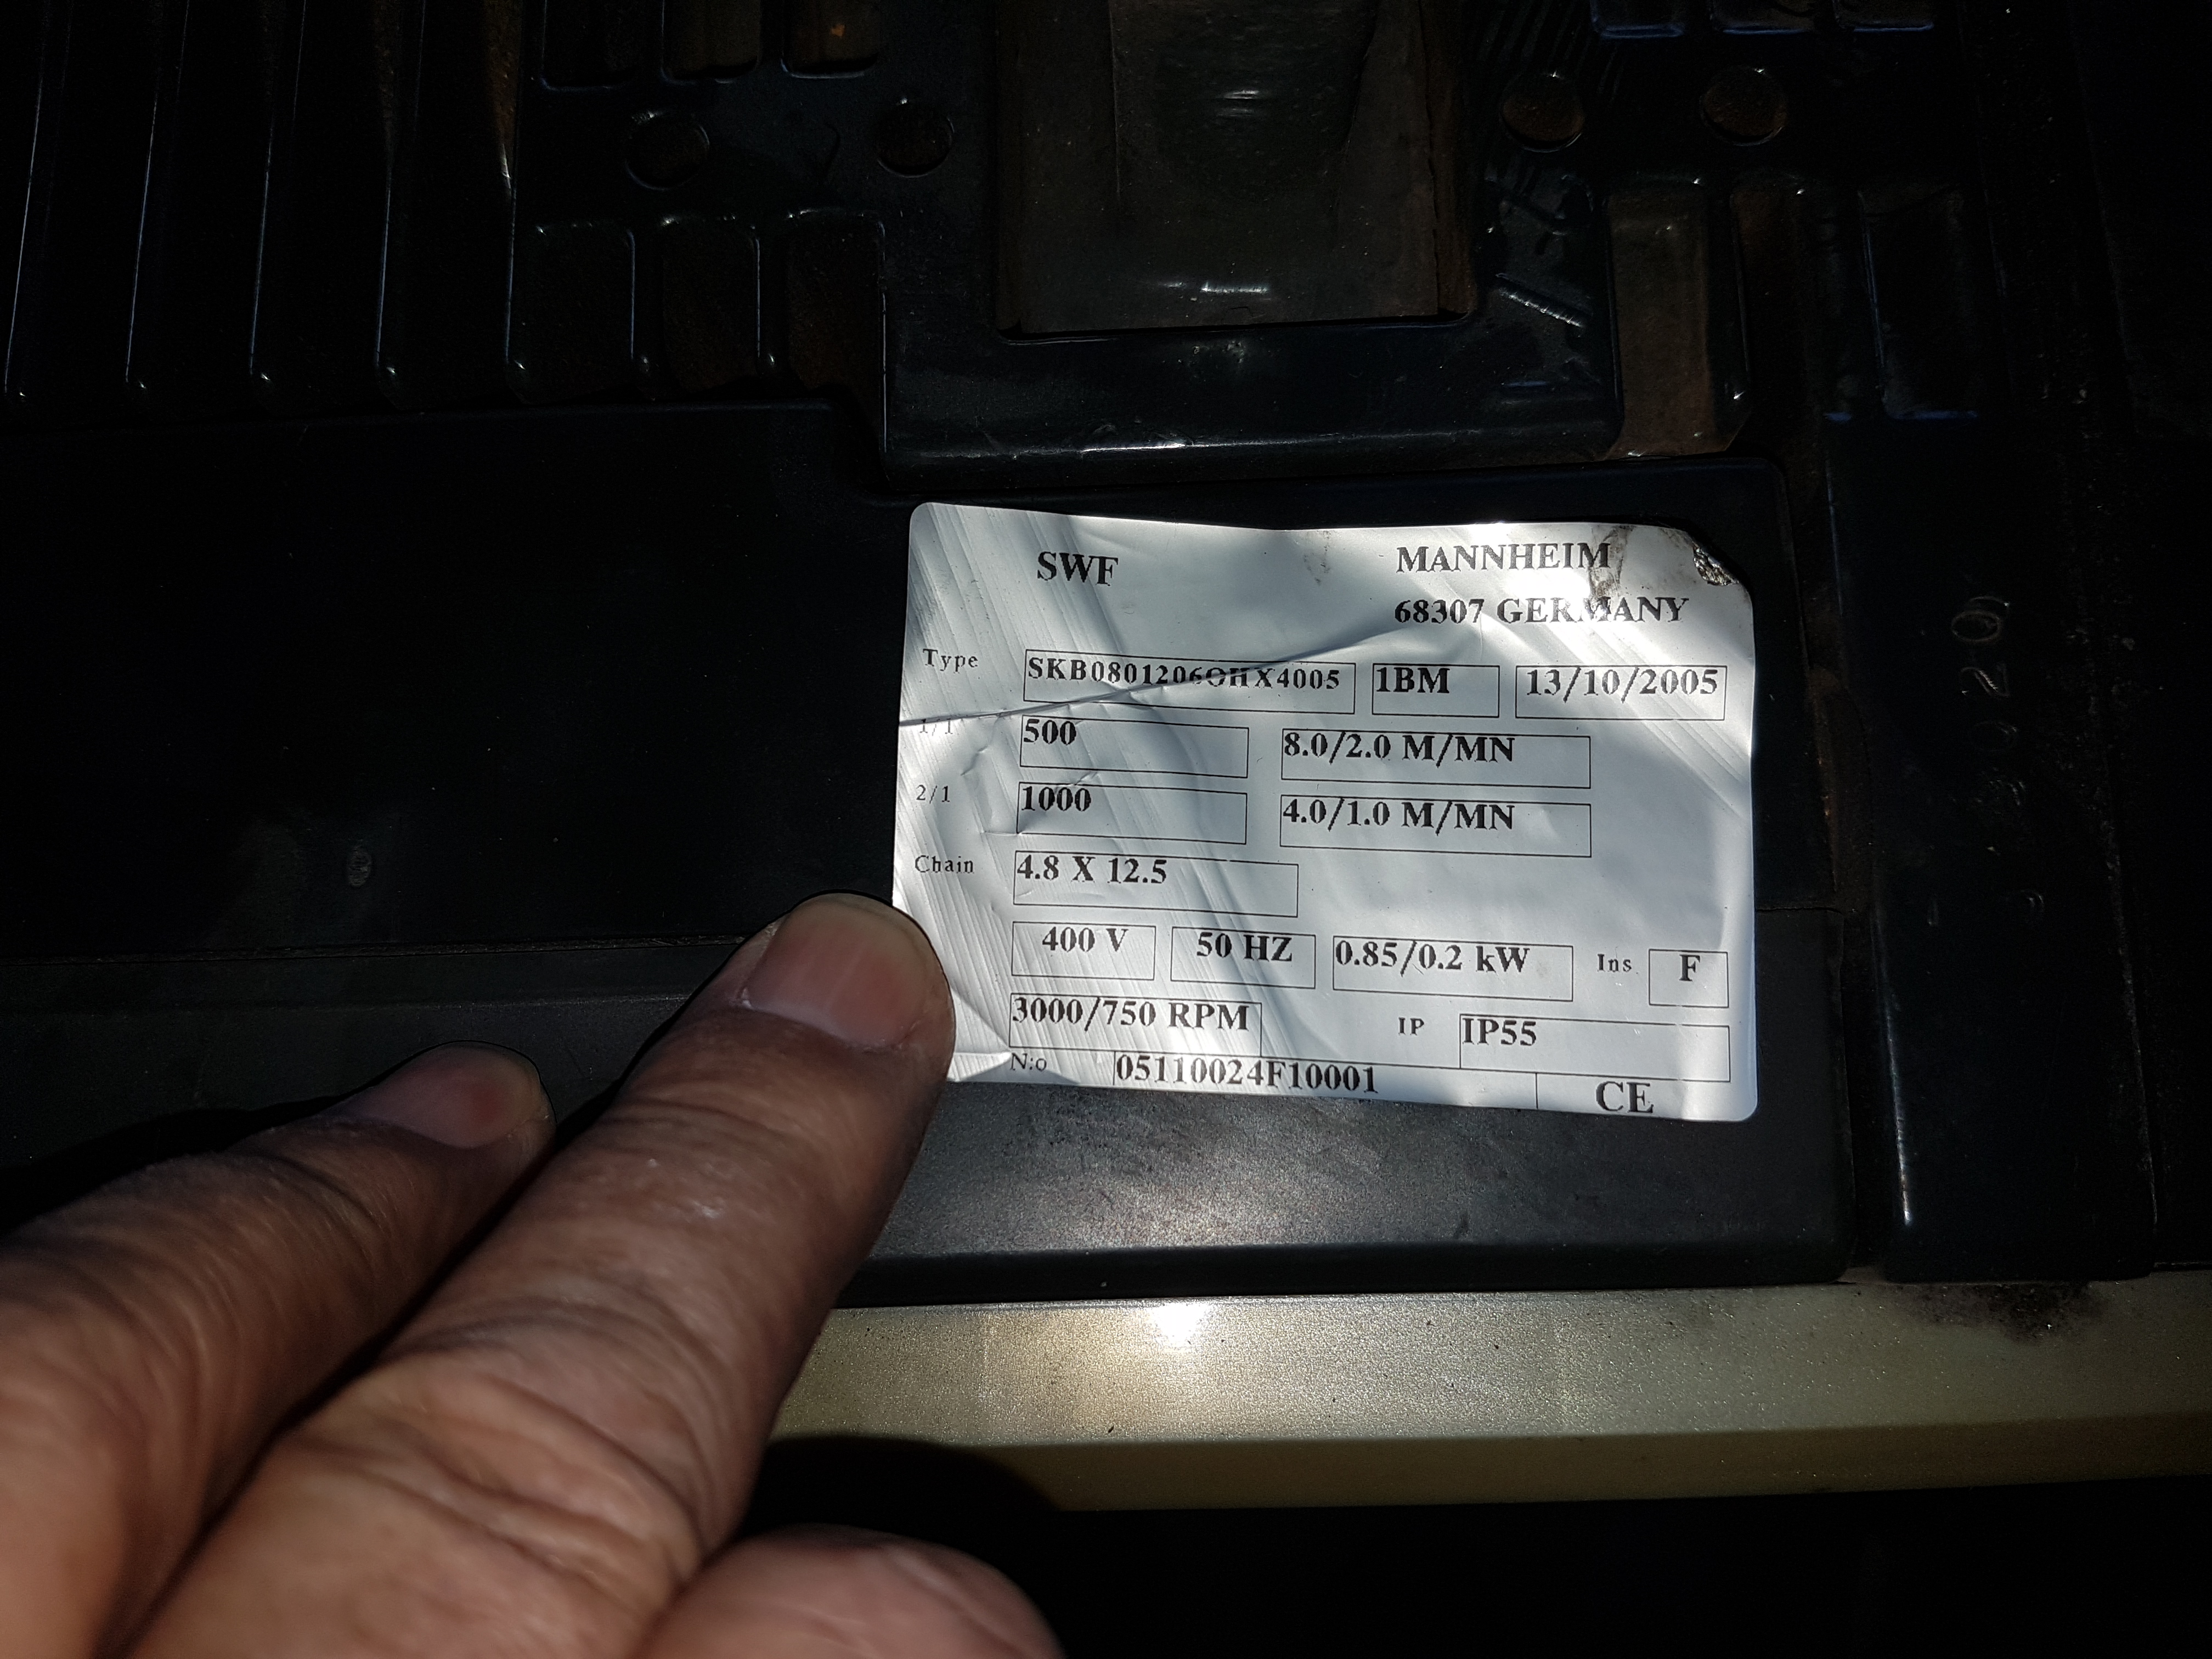 SWF MANNHEIM
68307 GERMANY
Type SKB0801206OHX4005 1BM 13/10/2005
1/1 500 8.0/2.0 M/MN
2/1 1000 4.0/1.0 M/MN
Chain 4.8 X 12.5
400 V 50 HZ 0.85/0.2 kW Ins F
3000/750 RPM IP IP55
N:o 05110024F10001 CE